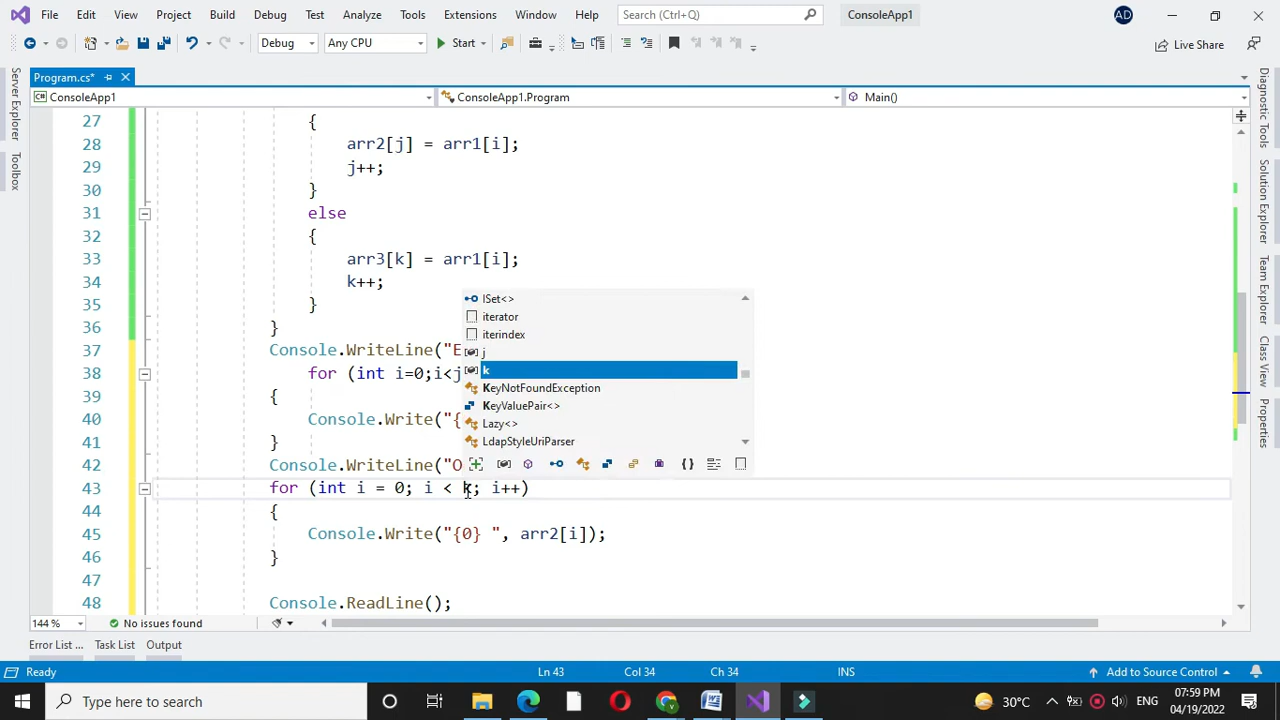 File Edit View Project Build Debug Test Analyze Tools Extensions Window Help Search (Ctrl+Q) ConsoleApp1 AD
Debug Any CPU Start Live Share
Program.cs*
C# ConsoleApp1 ConsoleApp1.Program Main()
Server Explorer
Toolbox
Diagnostic Tools
Solution Explorer
Team Explorer
Class View
Properties
27 {
28 arr2[j] = arr1[i];
29 j++;
30 }
31 else
32 {
33 arr3[k] = arr1[i];
34 k++;
35 }
36 }
37 Console.WriteLine("E
38 for (int i=0;i<j
39 {
40 Console.Write("{
41 }
42 Console.WriteLine("O
43 for (int i = 0; i < k; i++)
44 {
45 Console.Write("{0} ", arr2[i]);
46 }
47
48 Console.ReadLine();
ISet<>
iterator
iterindex
j
k
KeyNotFoundException
KeyValuePair<>
Lazy<>
LdapStyleUriParser
144 % No issues found
Error List ... Task List Output
Ready Ln 43 Col 34 Ch 34 INS Add to Source Control
Type here to search 30°C ENG 07:59 PM
04/19/2022